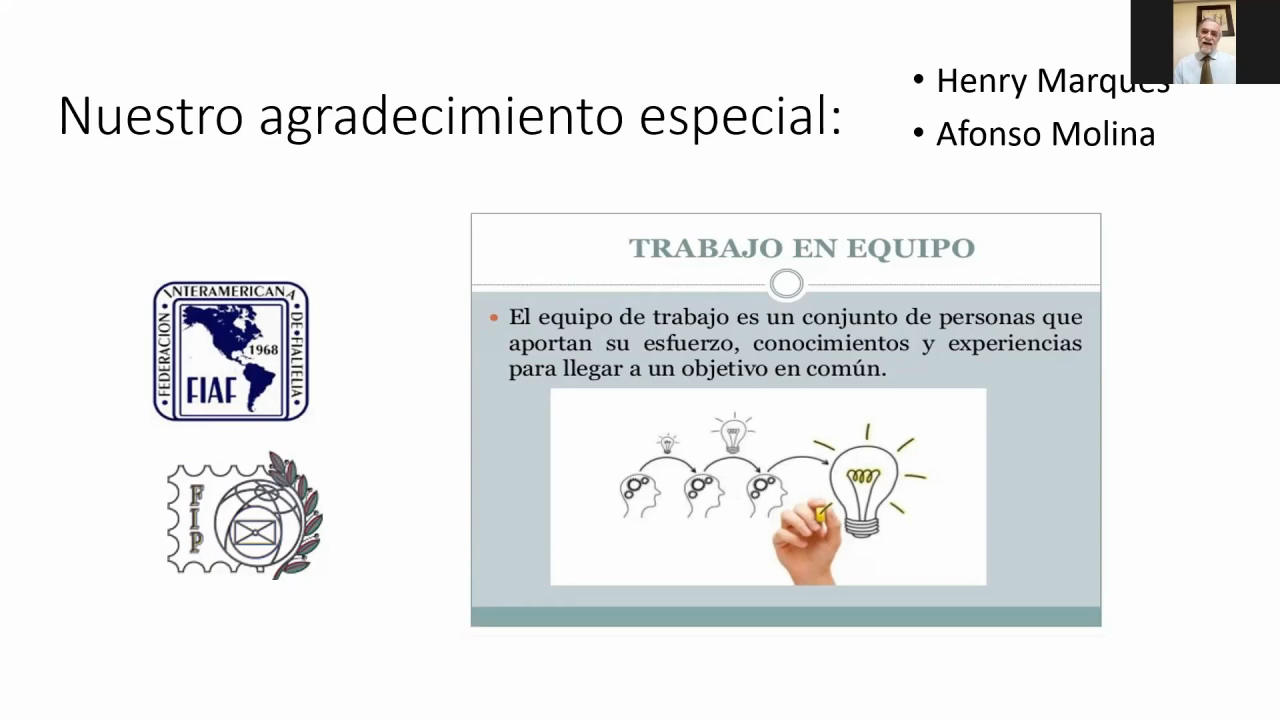 Nuestro agradecimiento especial:
• Henry Marques
• Afonso Molina
TRABAJO EN EQUIPO
• El equipo de trabajo es un conjunto de personas que
aportan su esfuerzo, conocimientos y experiencias
para llegar a un objetivo en común.
FEDERACION INTERAMERICANA DE FIALTELIA
1968
FIAF
FIP